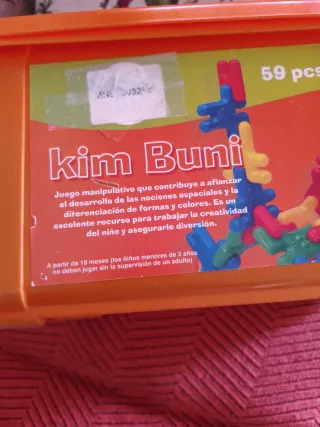 59 pcs
kim Buni
Juego manipulativo que contribuye a afianzar
el desarrollo de las nociones espaciales y la
diferenciación de formas y colores. Es un
excelente recurso para trabajar la creatividad
del niño y asegurarle diversión.
A partir de 18 meses (los niños menores de 3 años
no deben jugar sin la supervisión de un adulto)